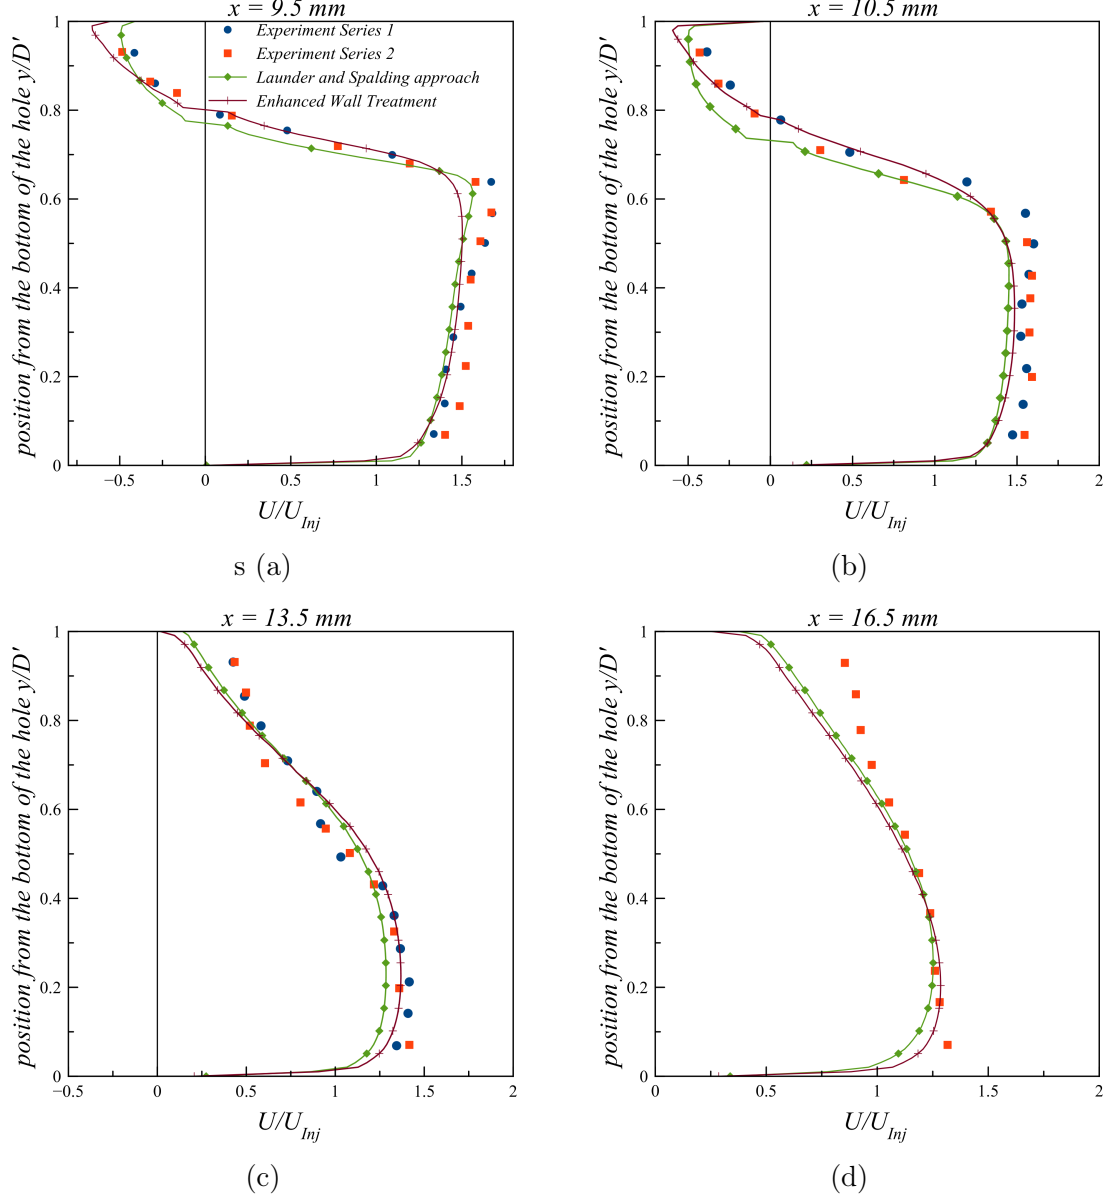 x = 9.5 mm
position from the bottom of the hole y/D'
1
0.8
0.6
0.4
0.2
0
Experiment Series 1
Experiment Series 2
Launder and Spalding approach
Enhanced Wall Treatment
−0.5 0 0.5 1 1.5
U/U_Inj
s (a)
x = 10.5 mm
position from the bottom of the hole y/D'
1
0.8
0.6
0.4
0.2
0
−0.5 0 0.5 1 1.5 2
U/U_Inj
(b)
x = 13.5 mm
position from the bottom of the hole y/D'
1
0.8
0.6
0.4
0.2
0
−0.5 0 0.5 1 1.5 2
U/U_Inj
(c)
x = 16.5 mm
position from the bottom of the hole y/D'
1
0.8
0.6
0.4
0.2
0
0 0.5 1 1.5 2
U/U_Inj
(d)